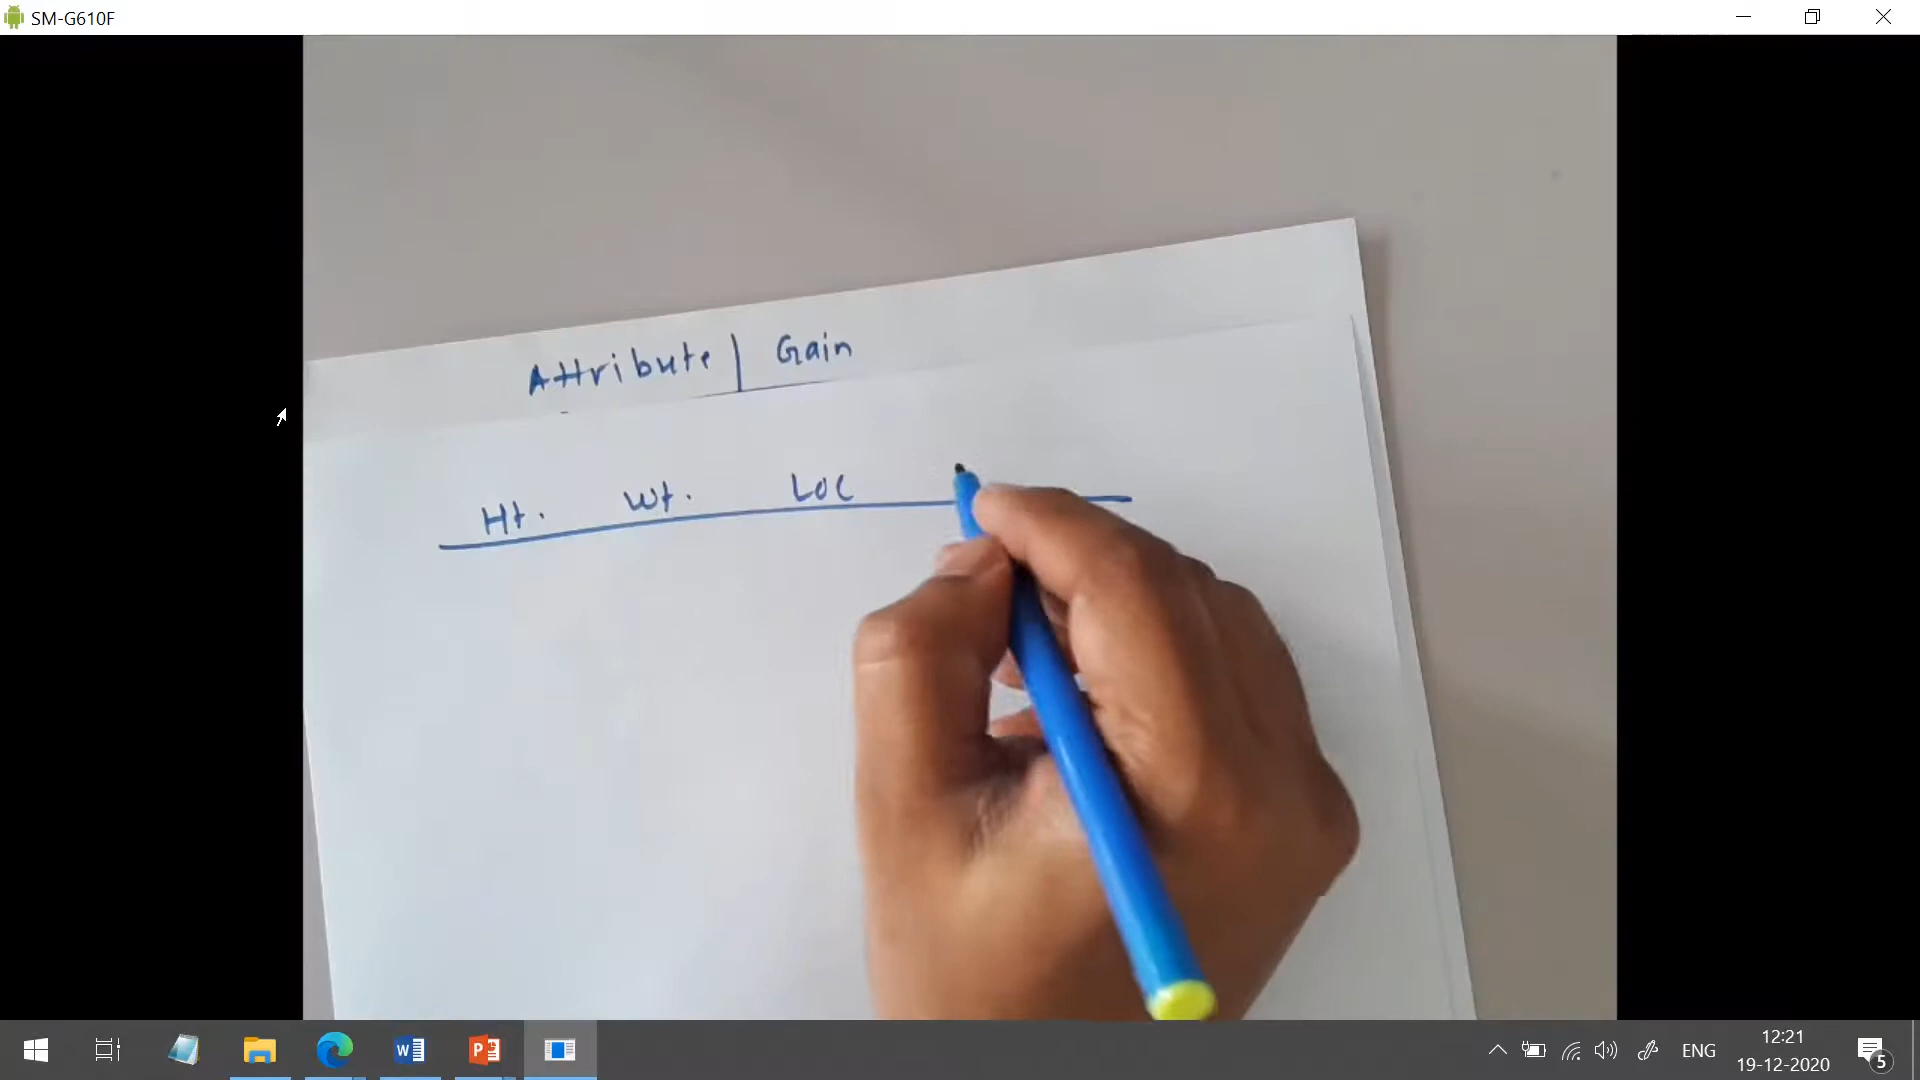 SM-G610F
Attribute | Gain
Ht. Wt. Loc
ENG
12:21
19-12-2020
5